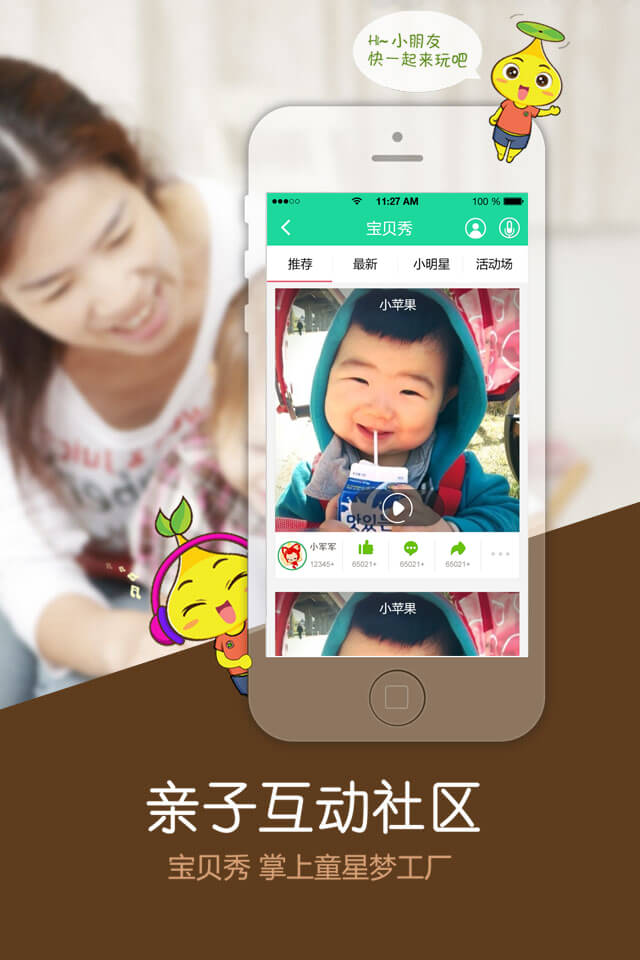 Hi~小朋友
快一起来玩吧
11:27 AM
100 %
宝贝秀
推荐 最新 小明星 活动场
小苹果
맛있는
小军军
12345+ 65021+ 65021+ 65021+
小苹果
亲子互动社区
宝贝秀 掌上童星梦工厂